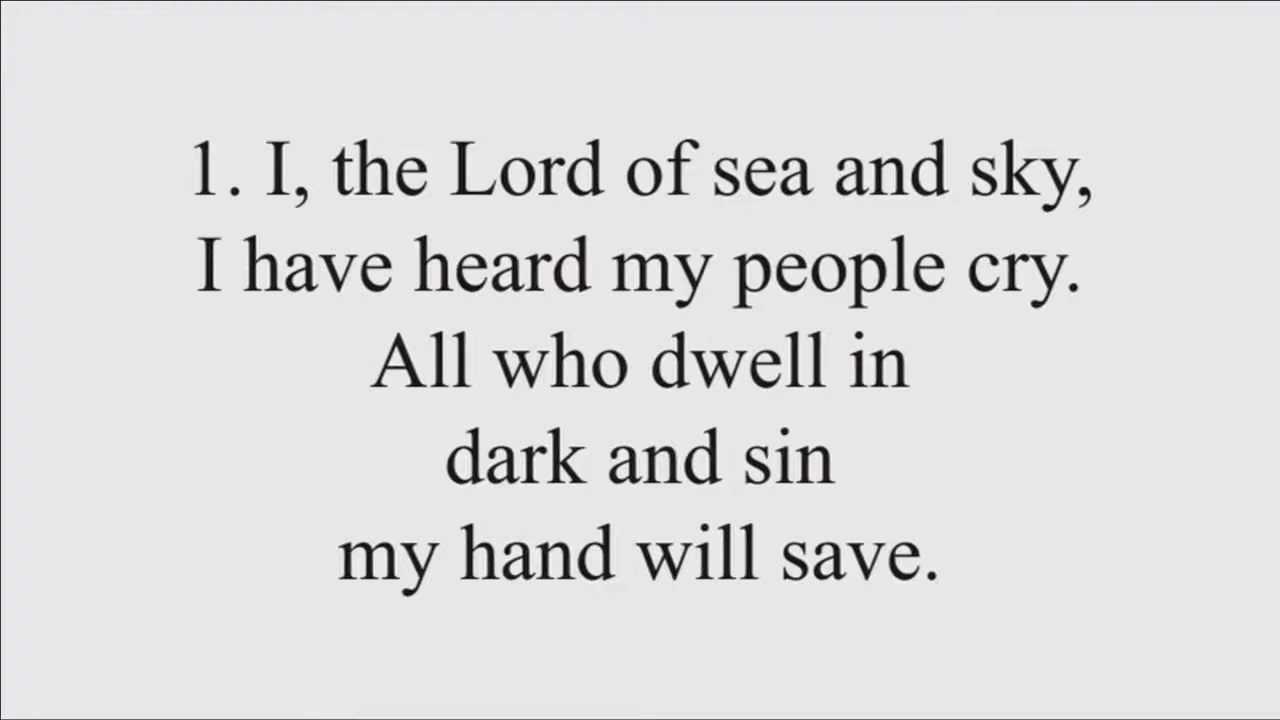 1. I, the Lord of sea and sky,
I have heard my people cry.
All who dwell in
dark and sin
my hand will save.